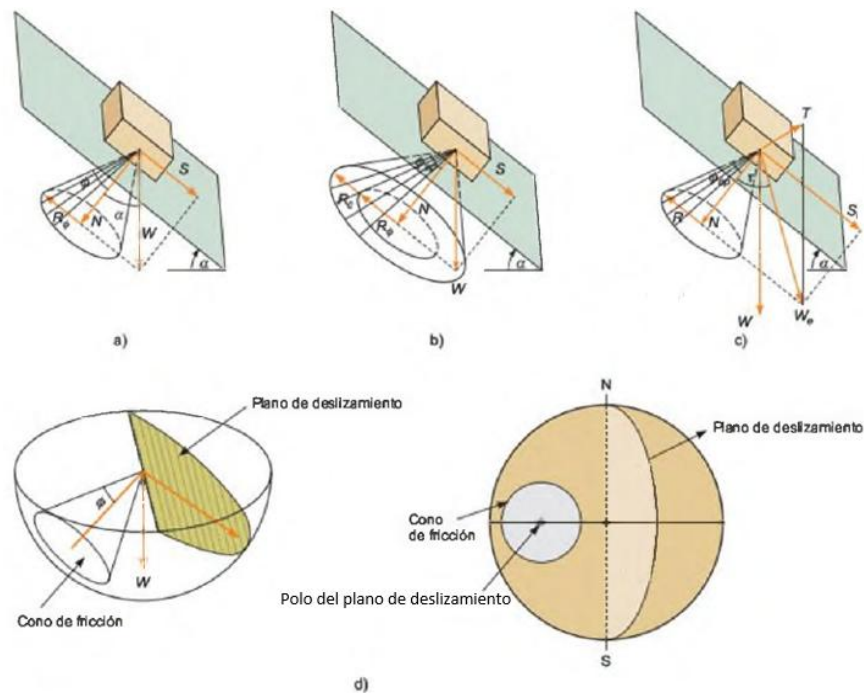 S
ϕ
R
N
α
W
α
a)
S
R
R
N
W
α
b)
T
S
R
N
W
W
α
c)
Plano de deslizamiento
ϕ
W
Cono de fricción
N
Plano de deslizamiento
Cono
de fricción
Polo del plano de deslizamiento
S
d)